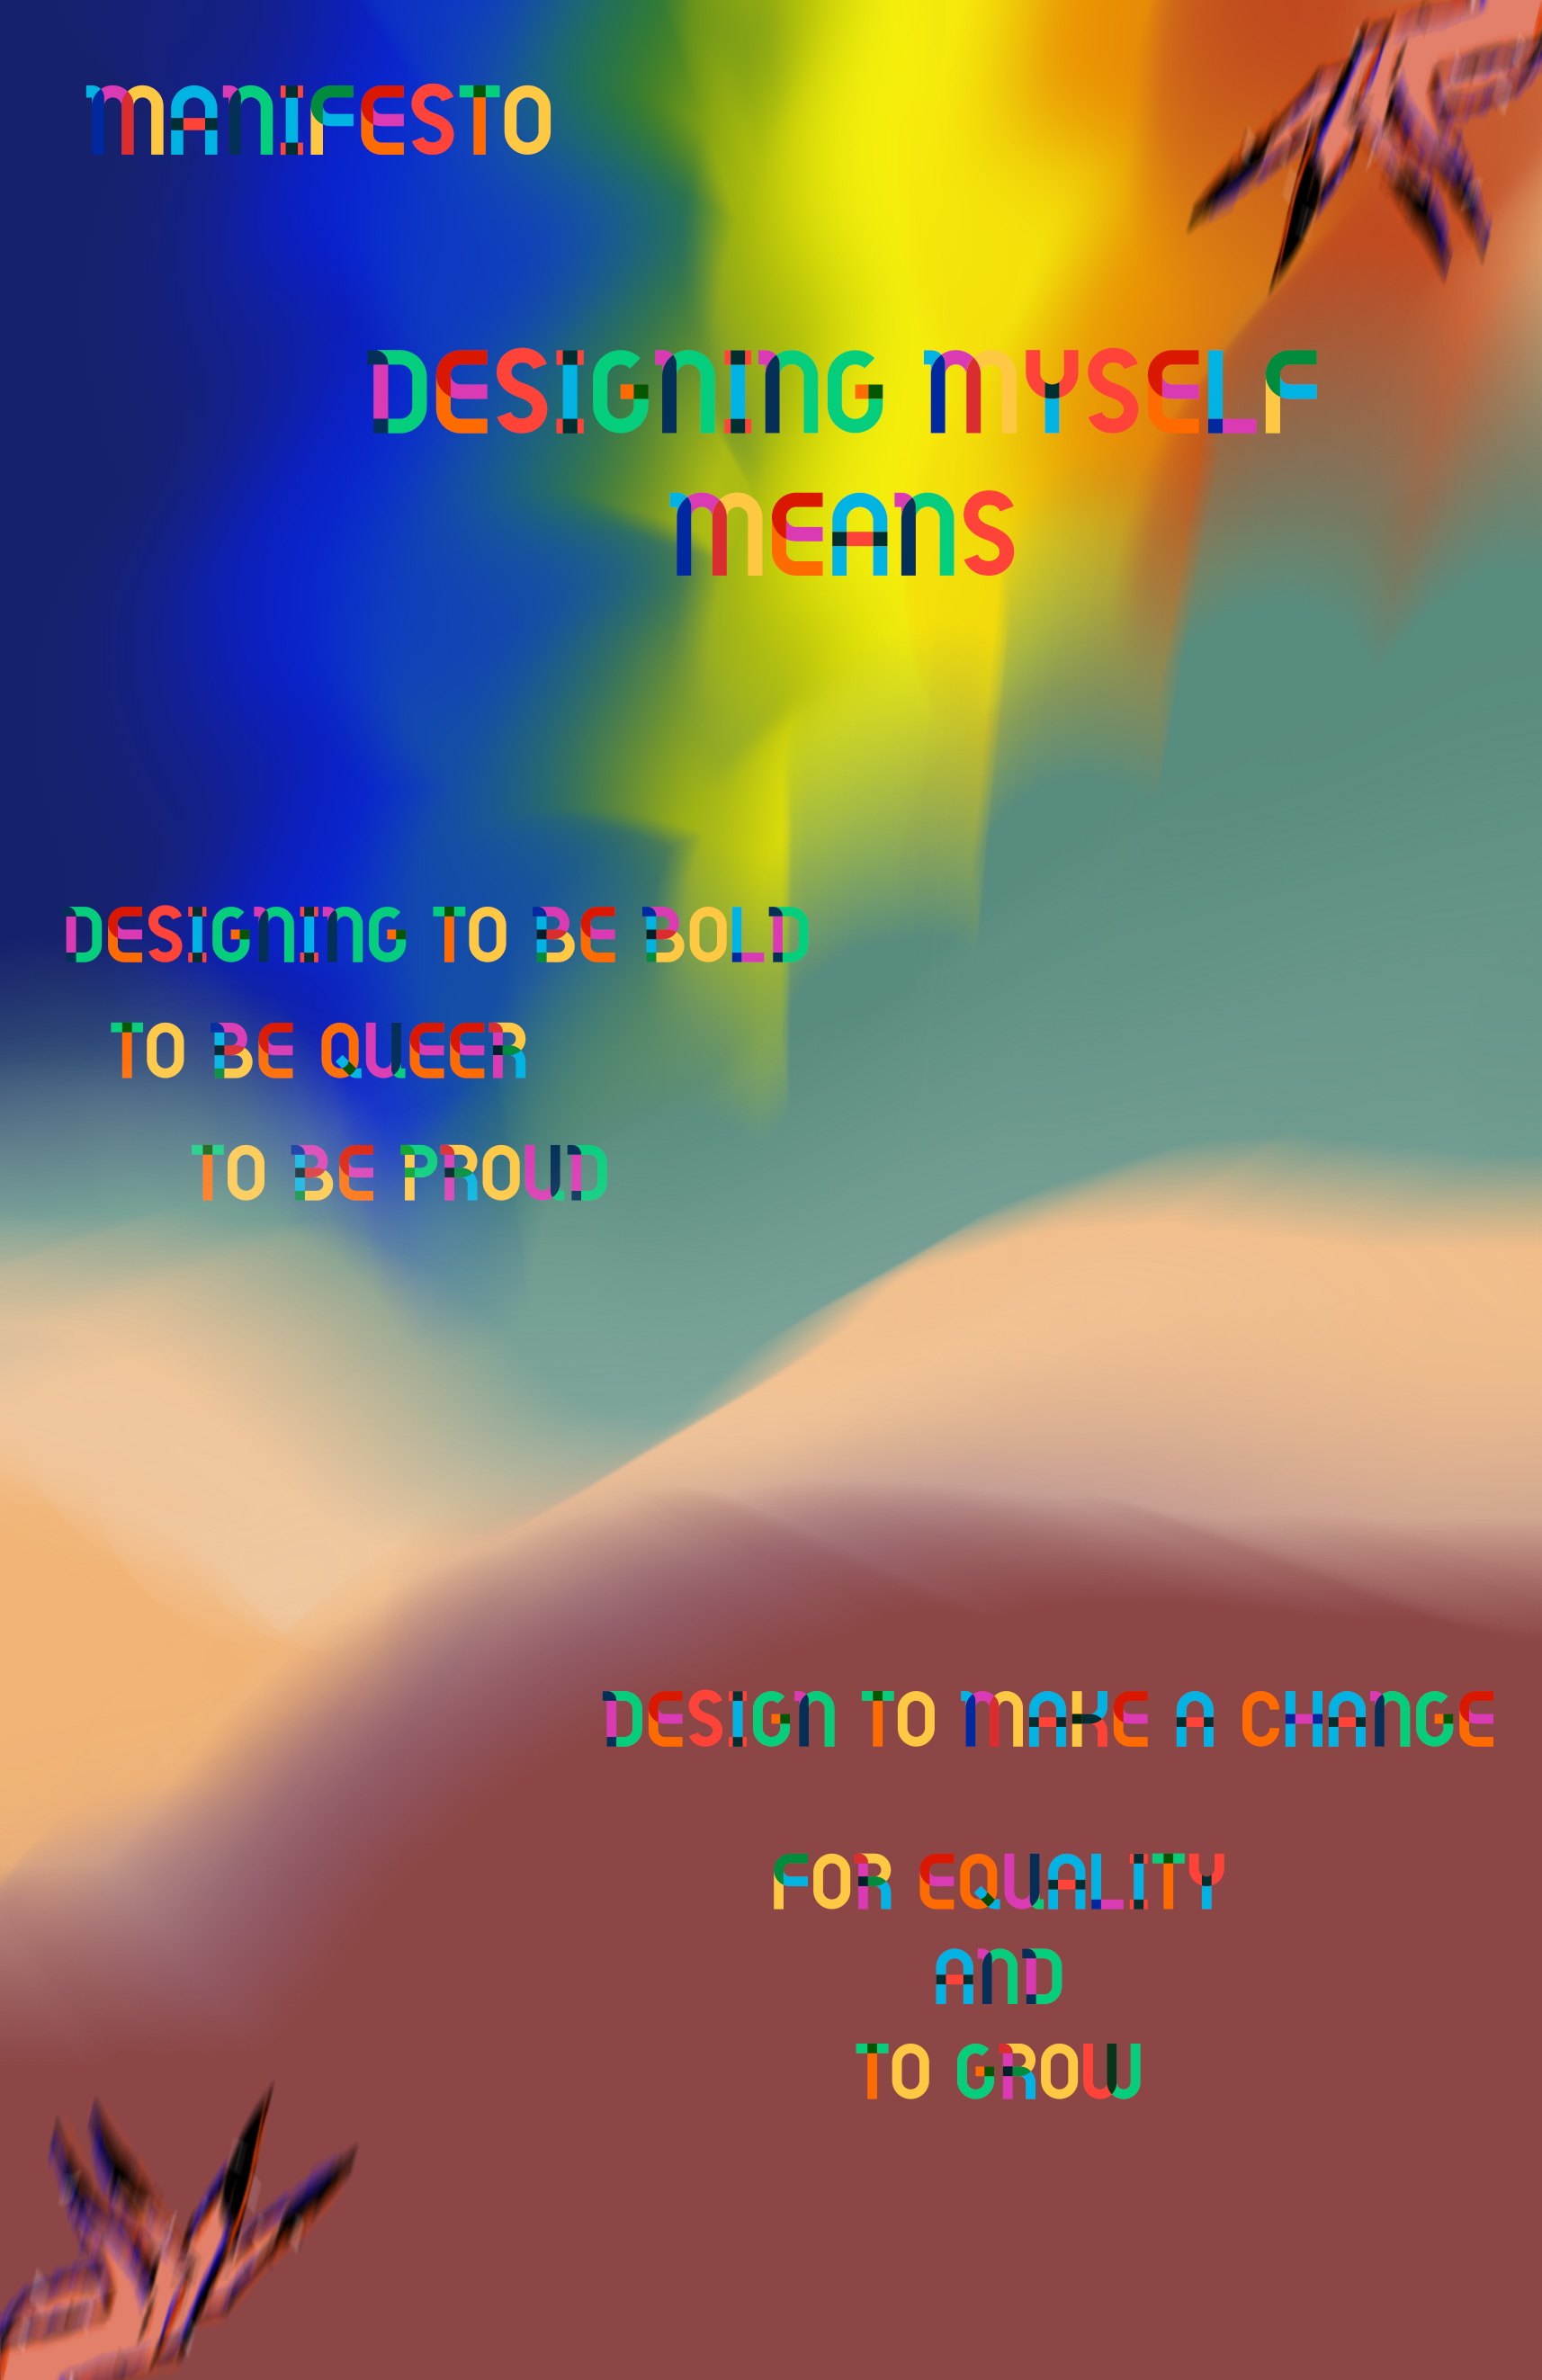 MANIFESTO
DESIGNING MYSELF
MEANS
DESIGNING TO BE BOLD
TO BE QUEER
TO BE PROUD
DESIGN TO MAKE A CHANGE
FOR EQUALITY
AND
TO GROW